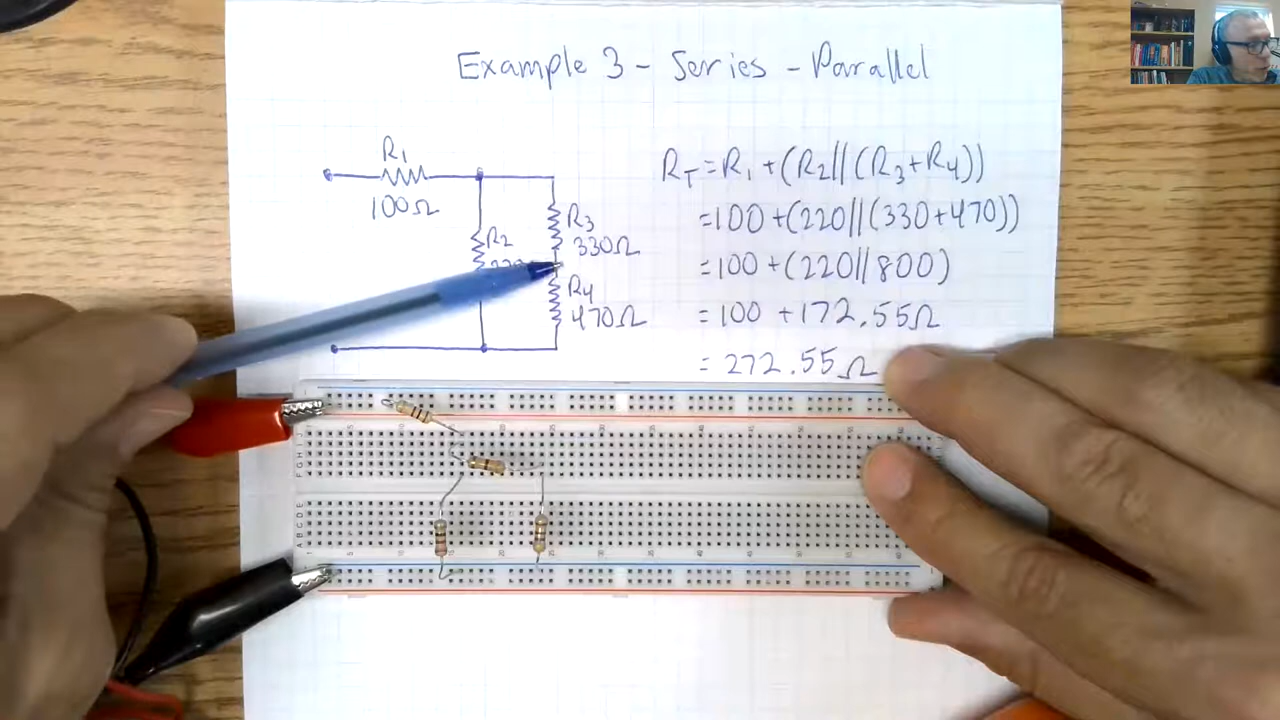 Example 3 - Series - Parallel
R1
100Ω
R2
R3
330Ω
R4
470Ω
RT = R1 + (R2||(R3+R4))
= 100 + (220||(330+470))
= 100 + (220||800)
= 100 + 172.55Ω
= 272.55Ω